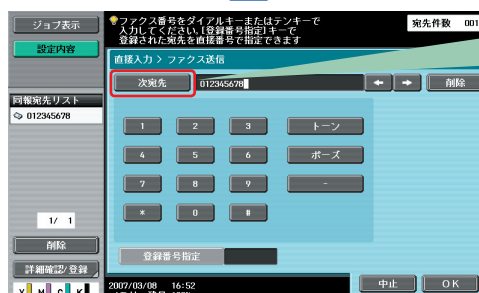 ジョブ表示
設定内容
ファクス番号をダイアルキーまたはテンキーで
入力してください。[登録番号指定]キーで
登録された宛先を直接番号で指定できます
宛先件数 001
直接入力 > ファクス送信
次宛先
012345678
← → 削除
同報宛先リスト
012345678
1 2 3 トーン
4 5 6 ポーズ
7 8 9 -
* 0 #
1/ 1
削除
登録番号指定
詳細確認/登録
Y M C K
2007/03/08 16:52
中止 OK